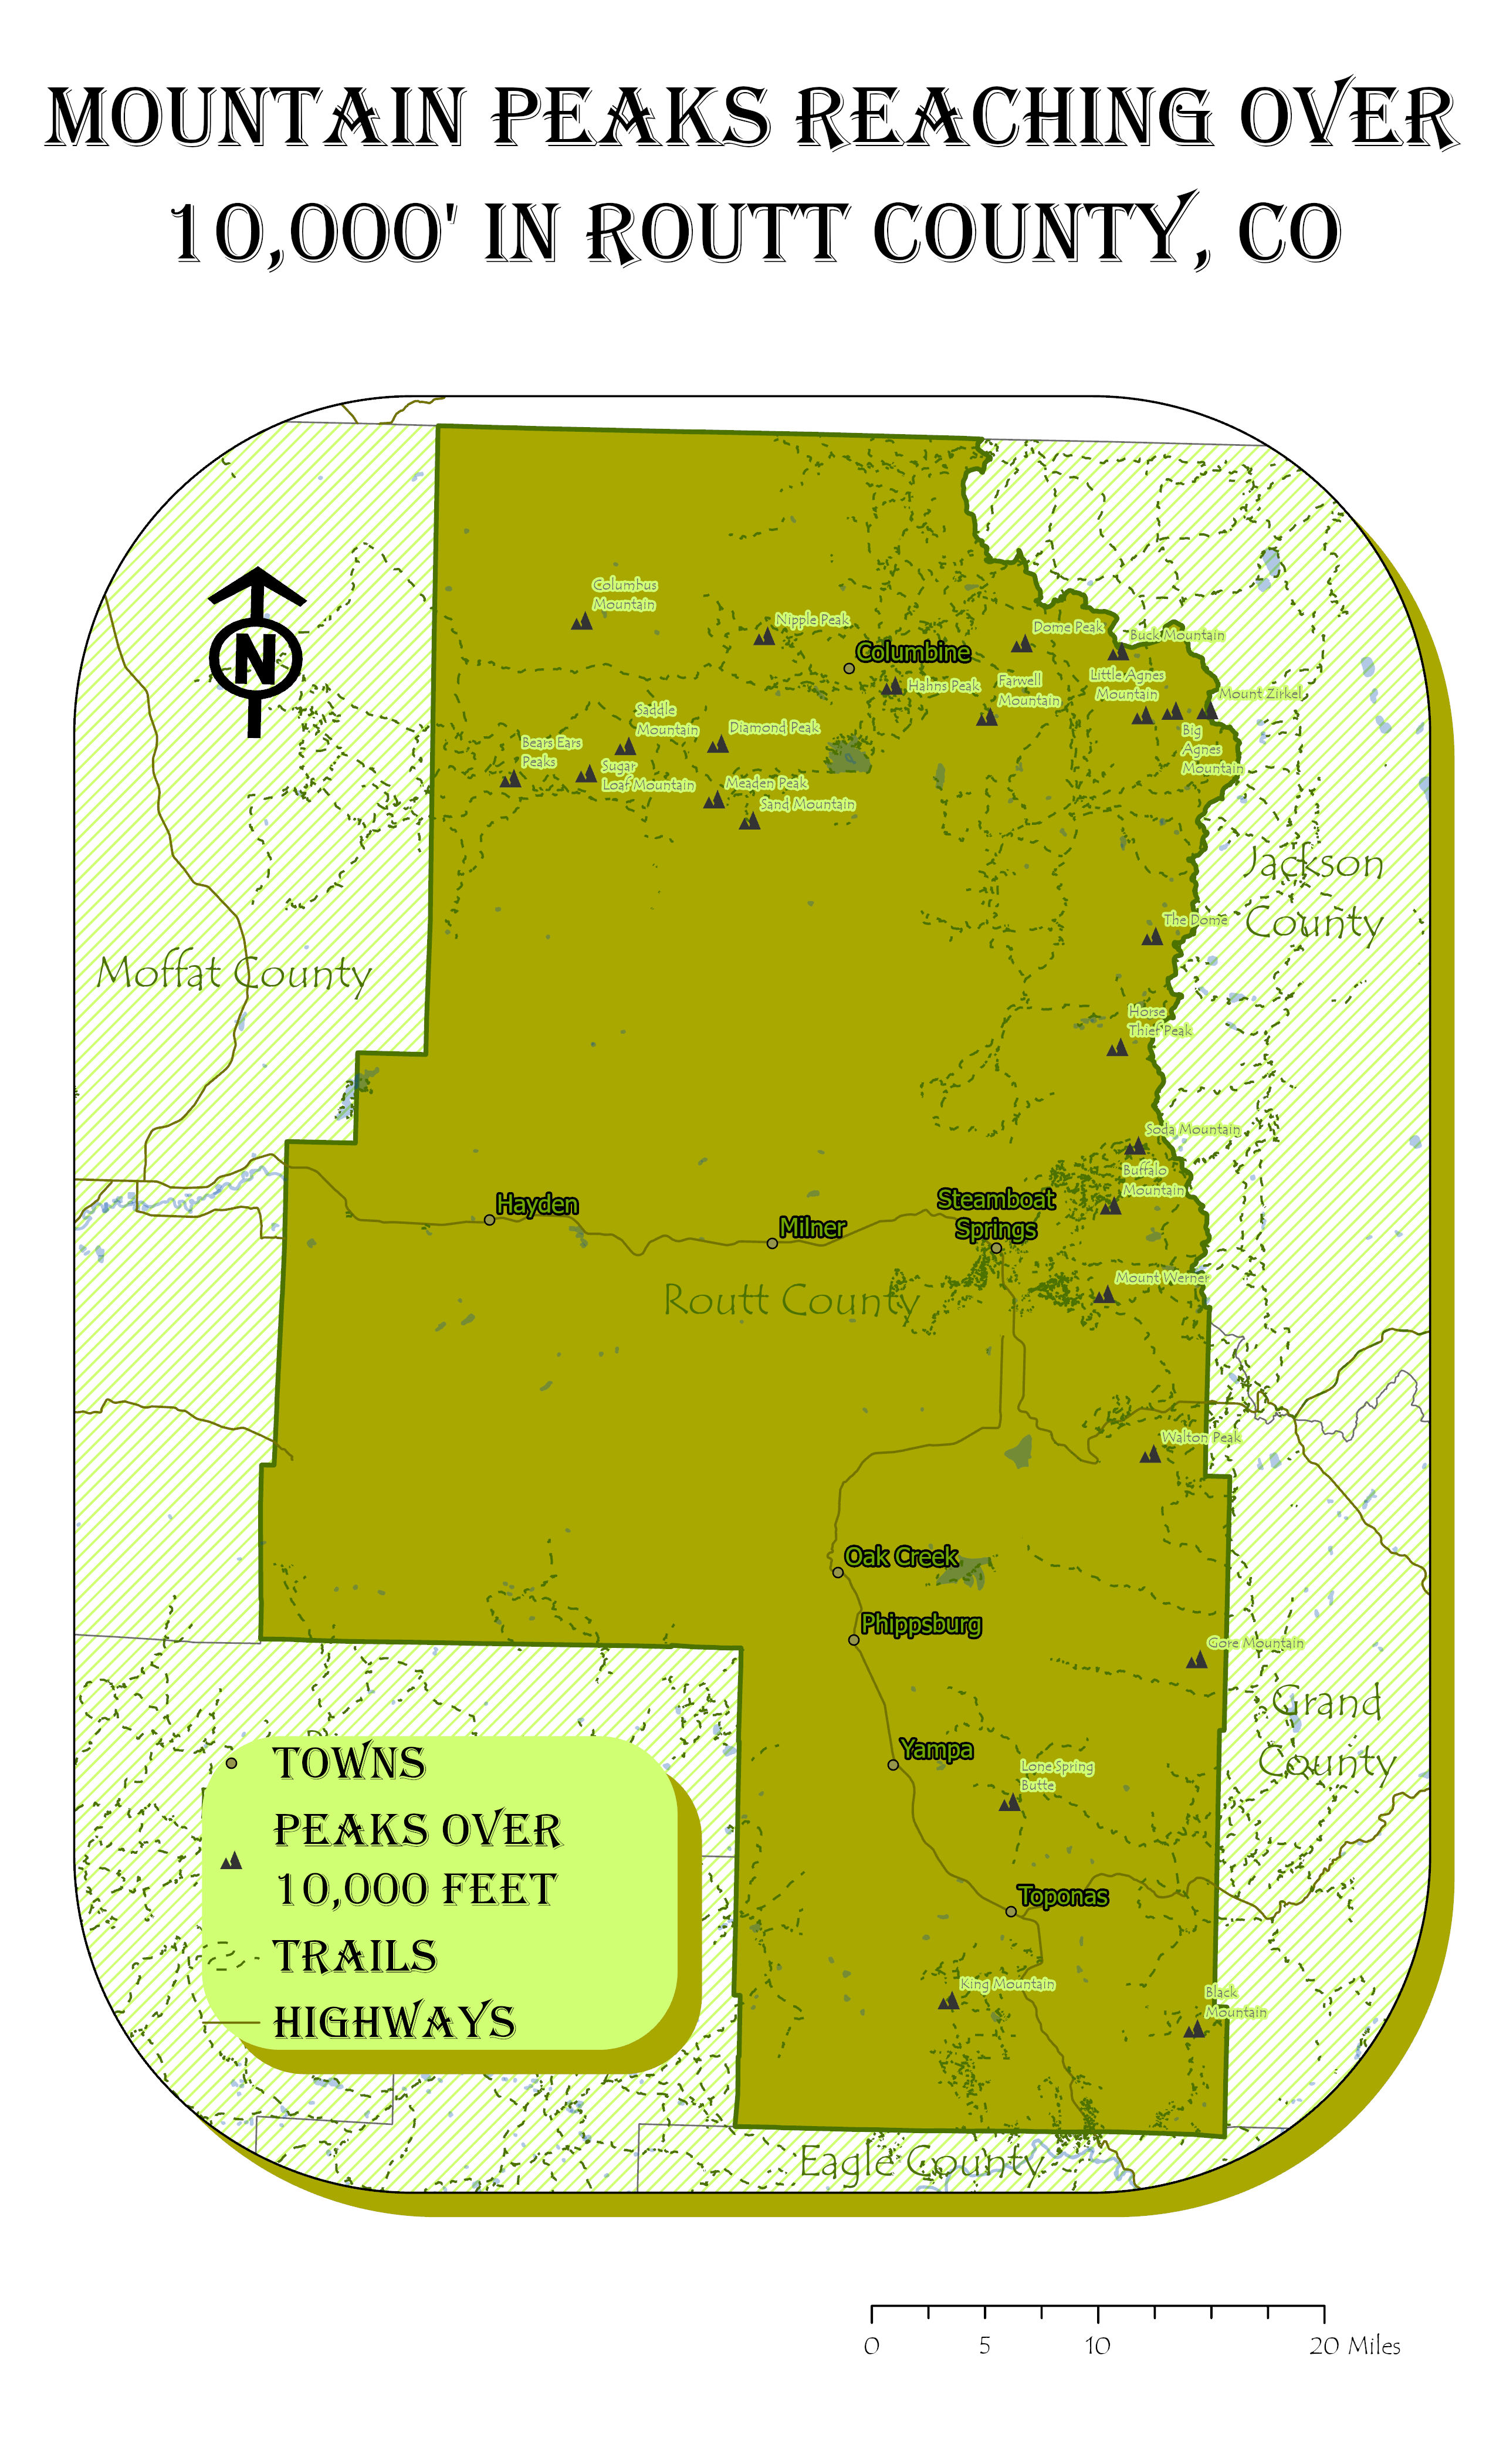 MOUNTAIN PEAKS REACHING OVER
10,000' IN ROUTT COUNTY, CO
Columbus
Mountain
Nipple Peak
Columbine
Dome Peak
Buck Mountain
Hahns Peak
Farwell
Mountain
Little Agnes
Mountain
Mount Zirkel
N
Saddle
Mountain
Diamond Peak
Big
Agnes
Mountain
Bears Ears
Peaks
Sugar
Loaf Mountain
Meaden Peak
Sand Mountain
Jackson
County
The Dome
Moffat County
Horse
Thief Peak
Soda Mountain
Buffalo
Mountain
Hayden
Milner
Steamboat
Springs
Mount Werner
Routt County
Walton Peak
Oak Creek
Phippsburg
Gore Mountain
Grand
County
Yampa
Lone Spring
Butte
Toponas
King Mountain
Black
Mountain
TOWNS
PEAKS OVER
10,000 FEET
TRAILS
HIGHWAYS
Eagle County
0 5 10 20 Miles